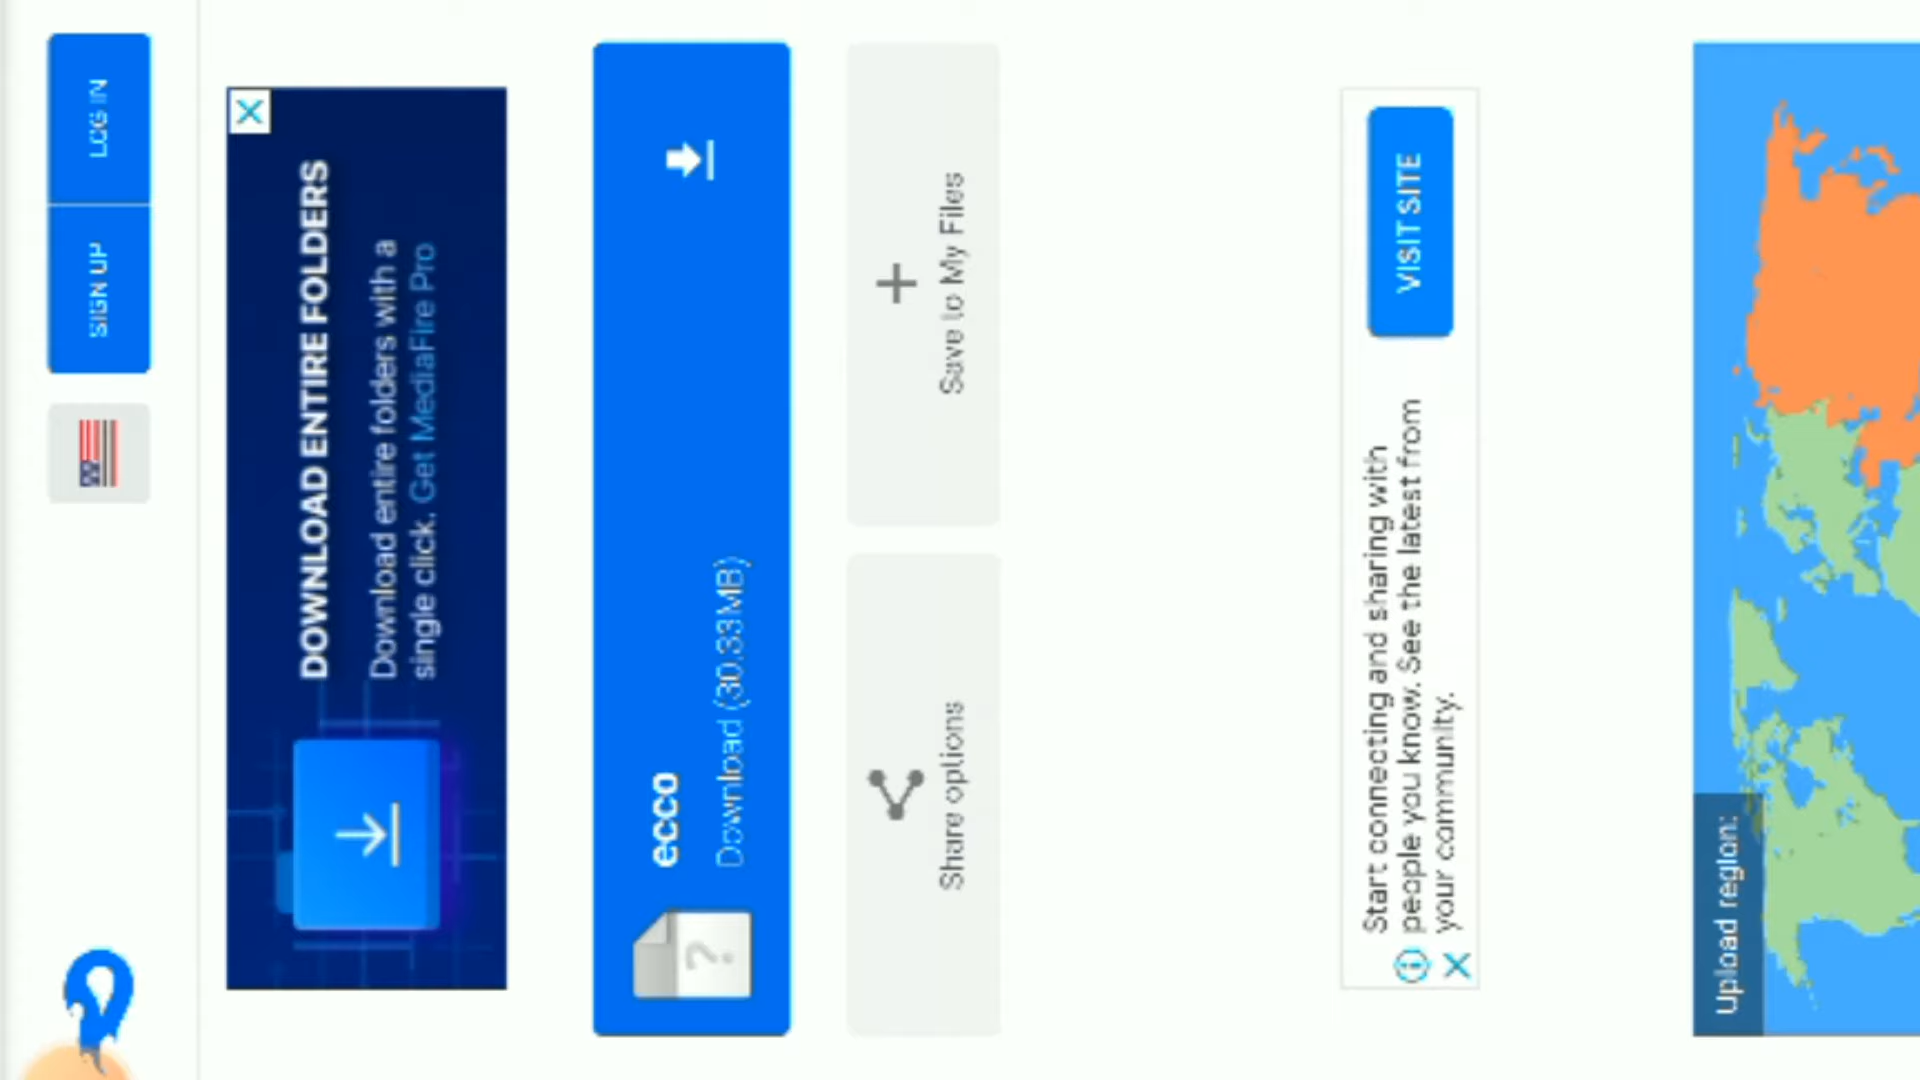 SIGN UP
LOG IN
DOWNLOAD ENTIRE FOLDERS
Download entire folders with a
single click. Get MediaFire Pro
ecco
Download (30.33MB)
Share options
Save to My Files
Start connecting and sharing with
people you know. See the latest from
your community.
VISIT SITE
Upload region: